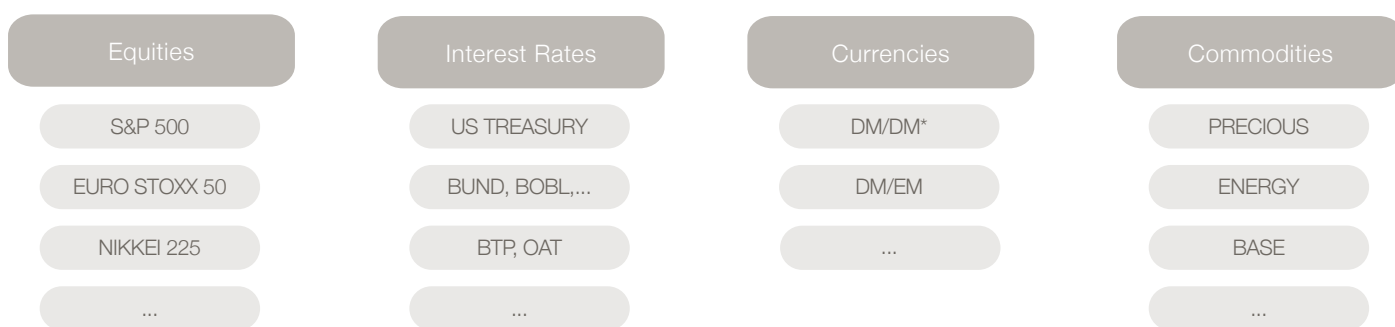 Equities
S&P 500
EURO STOXX 50
NIKKEI 225
...
Interest Rates
US TREASURY
BUND, BOBL,...
BTP, OAT
...
Currencies
DM/DM*
DM/EM
...
Commodities
PRECIOUS
ENERGY
BASE
...